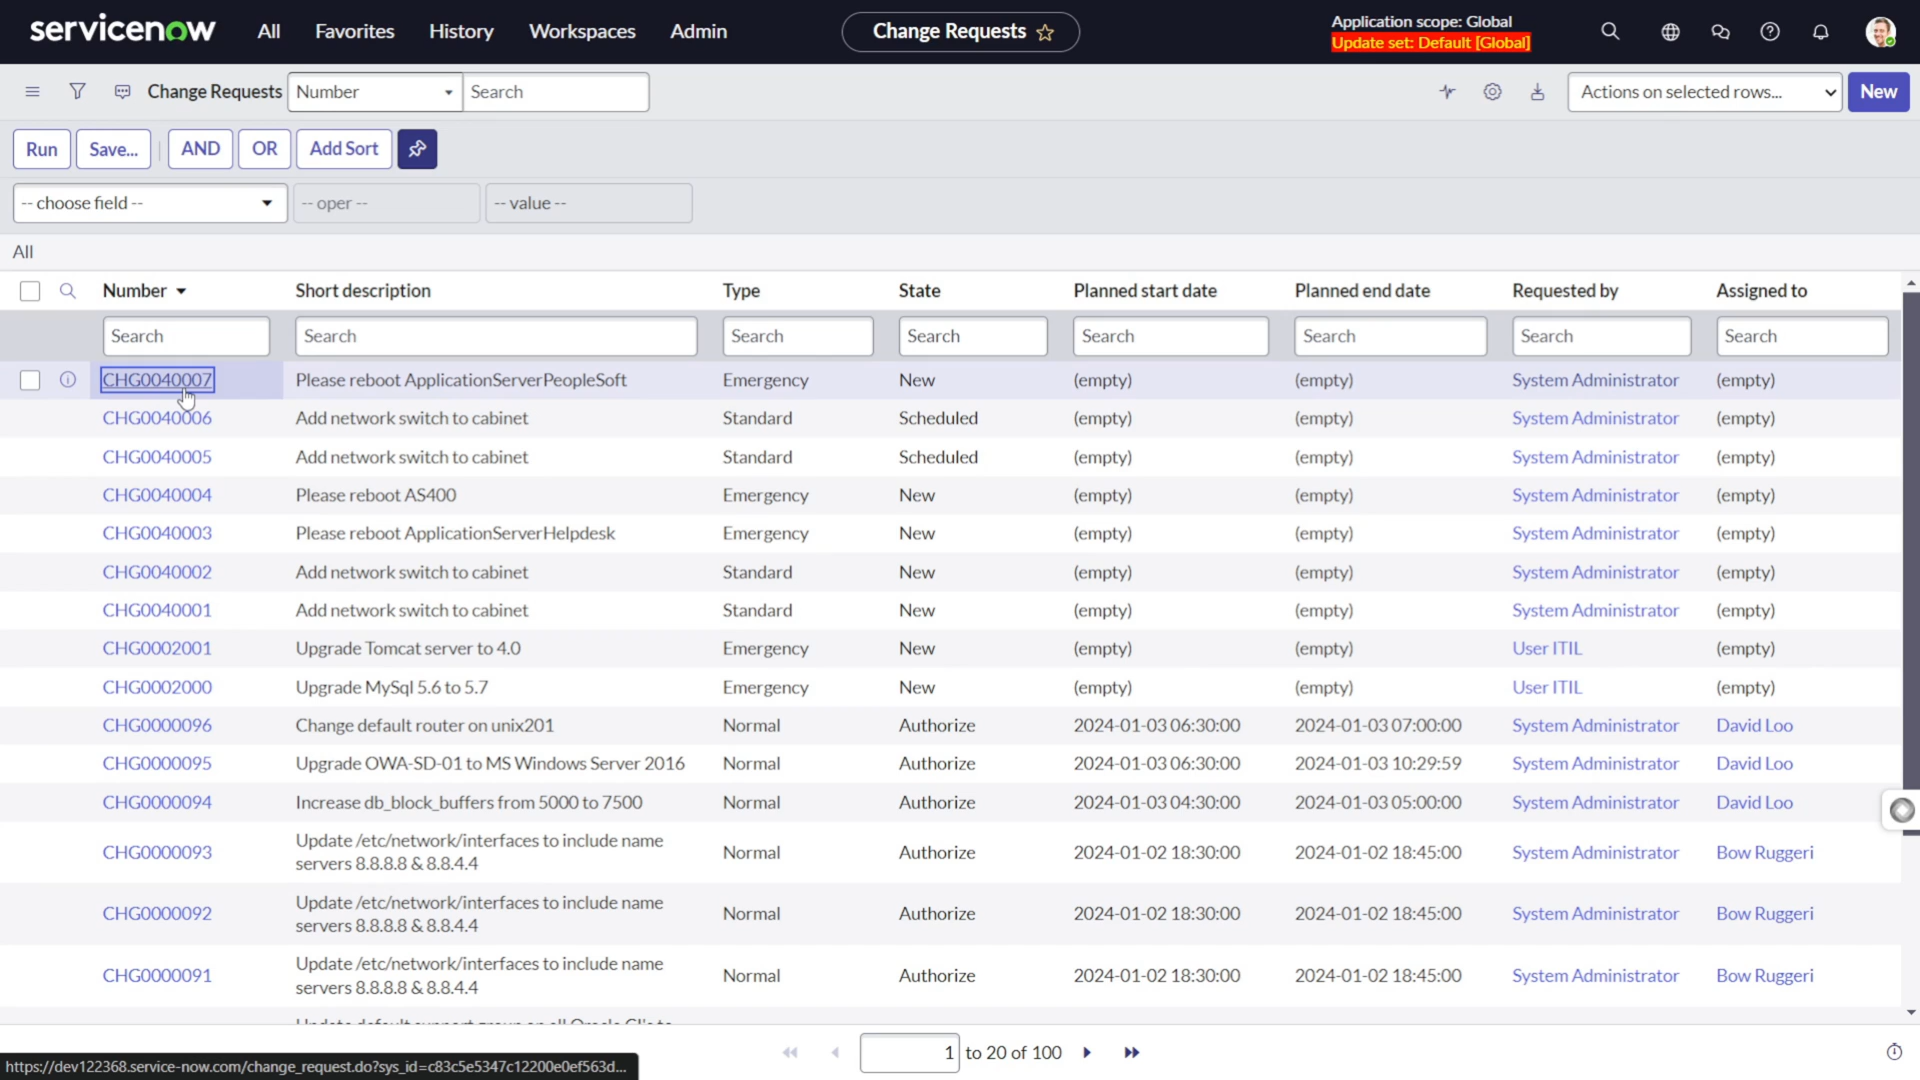 servicenow All Favorites History Workspaces Admin Change Requests Application scope: Global
Update set: Default [Global]
Change Requests Number Search Actions on selected rows... New
Run Save... AND OR Add Sort
-- choose field -- -- oper -- -- value --
All
Number Short description Type State Planned start date Planned end date Requested by Assigned to
Search Search Search Search Search Search Search Search
CHG0040007 Please reboot ApplicationServerPeopleSoft Emergency New (empty) (empty) System Administrator (empty)
CHG0040006 Add network switch to cabinet Standard Scheduled (empty) (empty) System Administrator (empty)
CHG0040005 Add network switch to cabinet Standard Scheduled (empty) (empty) System Administrator (empty)
CHG0040004 Please reboot AS400 Emergency New (empty) (empty) System Administrator (empty)
CHG0040003 Please reboot ApplicationServerHelpdesk Emergency New (empty) (empty) System Administrator (empty)
CHG0040002 Add network switch to cabinet Standard New (empty) (empty) System Administrator (empty)
CHG0040001 Add network switch to cabinet Standard New (empty) (empty) System Administrator (empty)
CHG0002001 Upgrade Tomcat server to 4.0 Emergency New (empty) (empty) User ITIL (empty)
CHG0002000 Upgrade MySql 5.6 to 5.7 Emergency New (empty) (empty) User ITIL (empty)
CHG0000096 Change default router on unix201 Normal Authorize 2024-01-03 06:30:00 2024-01-03 07:00:00 System Administrator David Loo
CHG0000095 Upgrade OWA-SD-01 to MS Windows Server 2016 Normal Authorize 2024-01-03 06:30:00 2024-01-03 10:29:59 System Administrator David Loo
CHG0000094 Increase db_block_buffers from 5000 to 7500 Normal Authorize 2024-01-03 04:30:00 2024-01-03 05:00:00 System Administrator David Loo
CHG0000093 Update /etc/network/interfaces to include name Normal Authorize 2024-01-02 18:30:00 2024-01-02 18:45:00 System Administrator Bow Ruggeri
servers 8.8.8.8 & 8.8.4.4
CHG0000092 Update /etc/network/interfaces to include name Normal Authorize 2024-01-02 18:30:00 2024-01-02 18:45:00 System Administrator Bow Ruggeri
servers 8.8.8.8 & 8.8.4.4
CHG0000091 Update /etc/network/interfaces to include name Normal Authorize 2024-01-02 18:30:00 2024-01-02 18:45:00 System Administrator Bow Ruggeri
servers 8.8.8.8 & 8.8.4.4
1 to 20 of 100
https://dev122368.service-now.com/change_request.do?sys_id=c83c5e5347c12200e0ef563d...